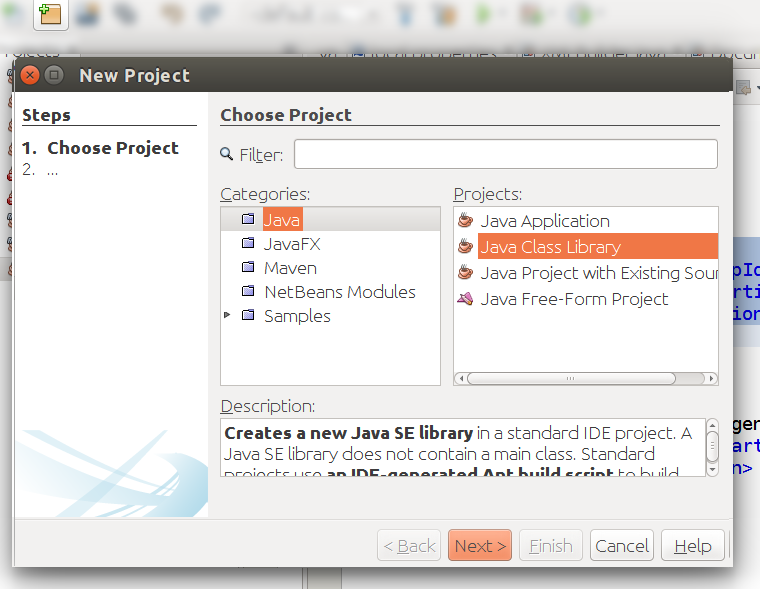 New Project
Steps
1. Choose Project
2. ...
Choose Project
Filter:
Categories:
Java
JavaFX
Maven
NetBeans Modules
Samples
Projects:
Java Application
Java Class Library
Java Project with Existing Sour
Java Free-Form Project
Description:
Creates a new Java SE library in a standard IDE project. A
Java SE library does not contain a main class. Standard
projects use an IDE-generated Ant build script to build,
< Back
Next >
Finish
Cancel
Help